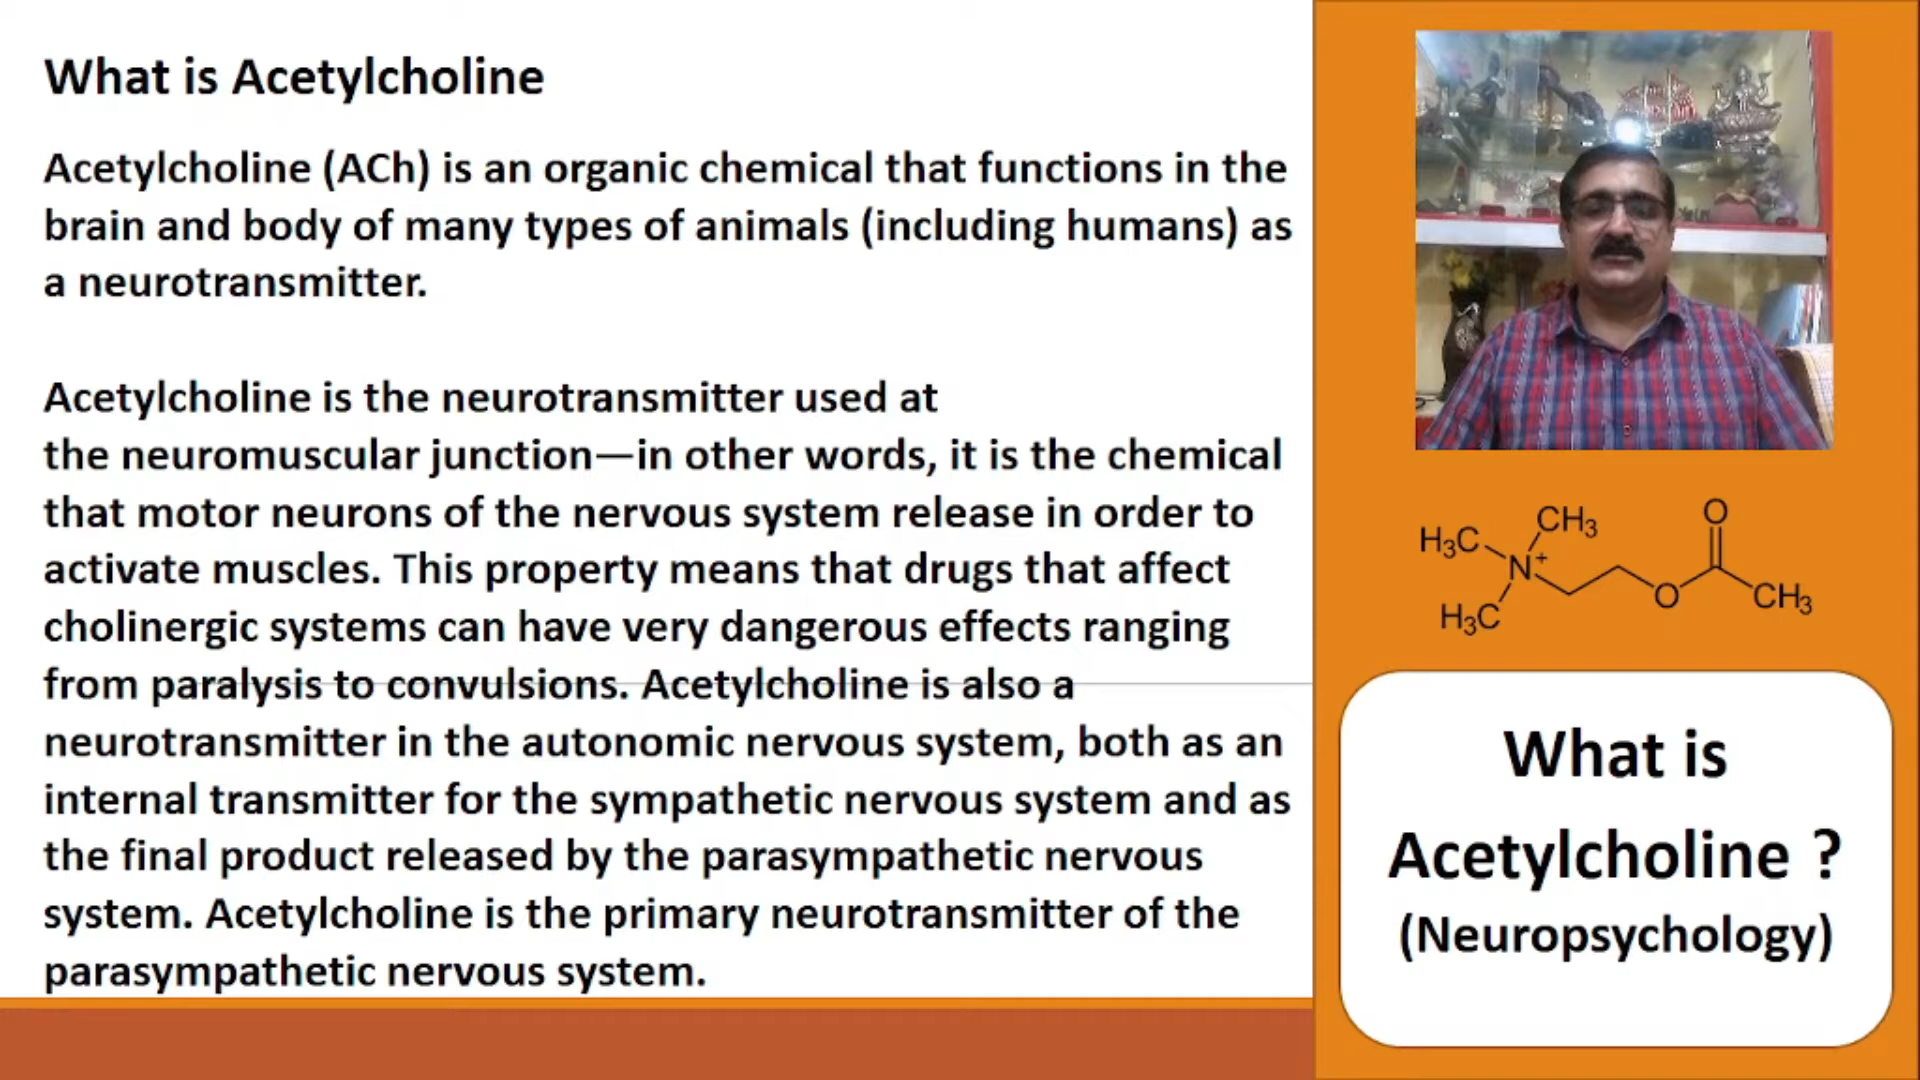 What is Acetylcholine
Acetylcholine (ACh) is an organic chemical that functions in the
brain and body of many types of animals (including humans) as
a neurotransmitter.
Acetylcholine is the neurotransmitter used at
the neuromuscular junction—in other words, it is the chemical
that motor neurons of the nervous system release in order to
activate muscles. This property means that drugs that affect
cholinergic systems can have very dangerous effects ranging
from paralysis to convulsions. Acetylcholine is also a
neurotransmitter in the autonomic nervous system, both as an
internal transmitter for the sympathetic nervous system and as
the final product released by the parasympathetic nervous
system. Acetylcholine is the primary neurotransmitter of the
parasympathetic nervous system.
CH₃
O
H₃C
N⁺
O
CH₃
H₃C
What is
Acetylcholine ?
(Neuropsychology)